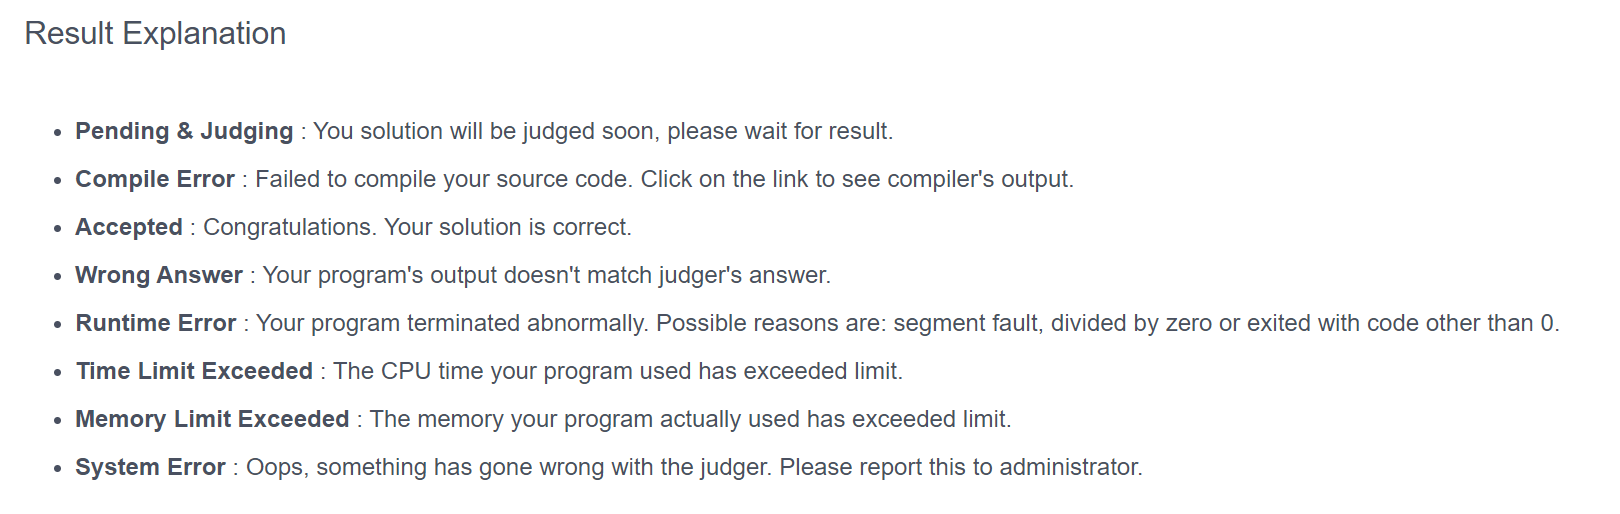 Result Explanation
Pending & Judging : You solution will be judged soon, please wait for result.
Compile Error : Failed to compile your source code. Click on the link to see compiler's output.
Accepted : Congratulations. Your solution is correct.
Wrong Answer : Your program's output doesn't match judger's answer.
Runtime Error : Your program terminated abnormally. Possible reasons are: segment fault, divided by zero or exited with code other than 0.
Time Limit Exceeded : The CPU time your program used has exceeded limit.
Memory Limit Exceeded : The memory your program actually used has exceeded limit.
System Error : Oops, something has gone wrong with the judger. Please report this to administrator.